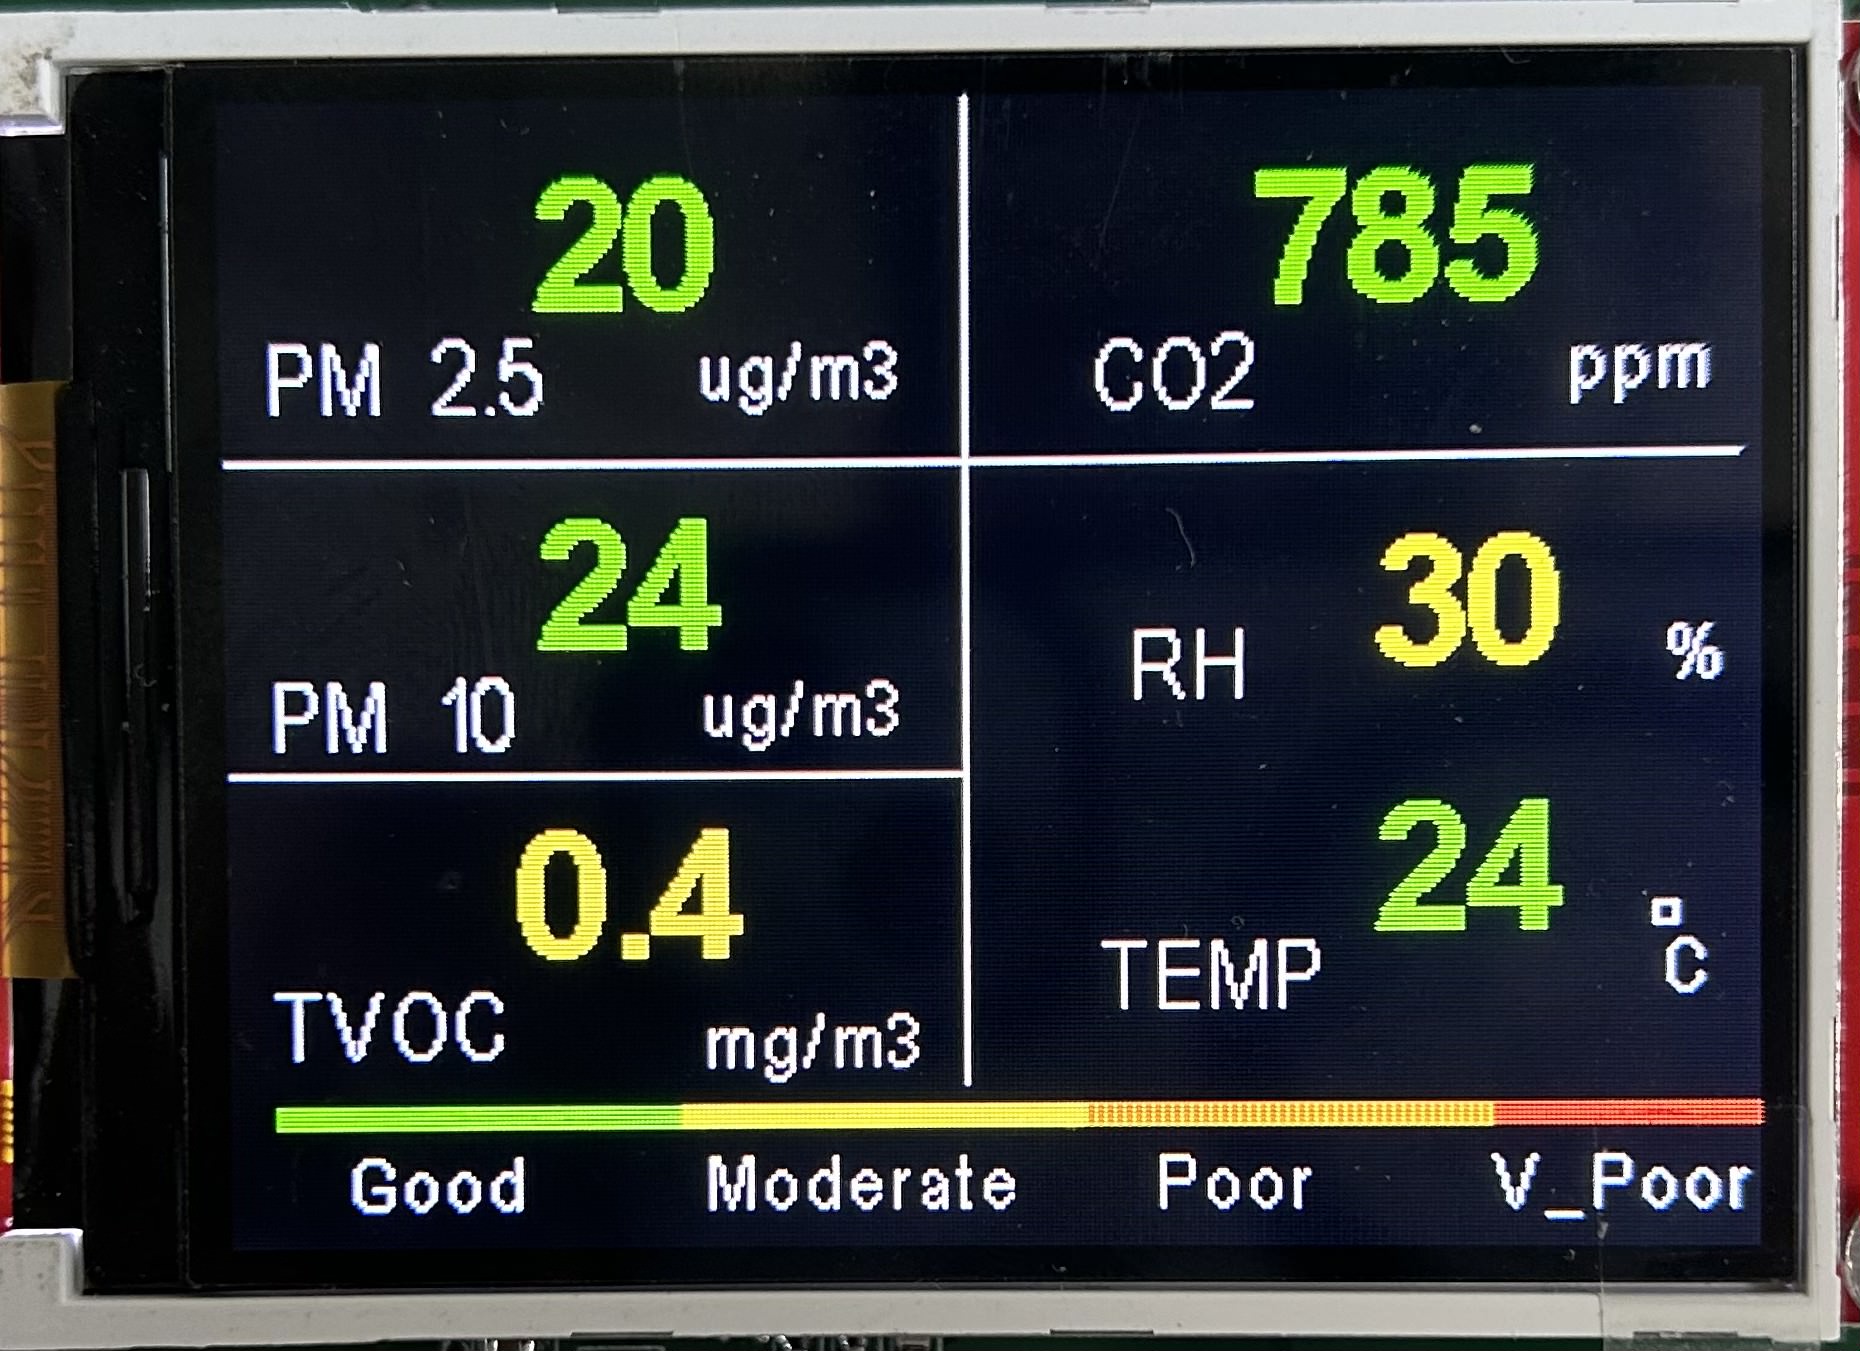 20
PM 2.5 ug/m3
785
CO2 ppm
24
PM 10 ug/m3
RH 30 %
0.4
TVOC mg/m3
24
TEMP °C
Good Moderate Poor V_Poor